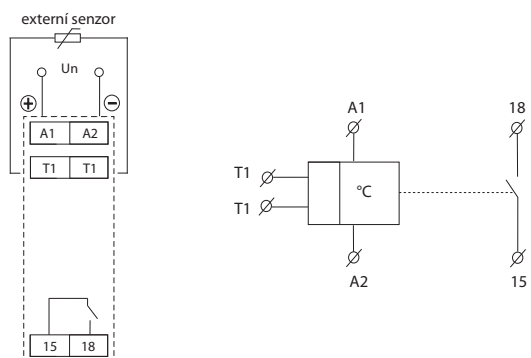 externí senzor
Un
+ −
A1 A2
T1 T1
15 18
A1 18
T1
°C
T1
A2 15